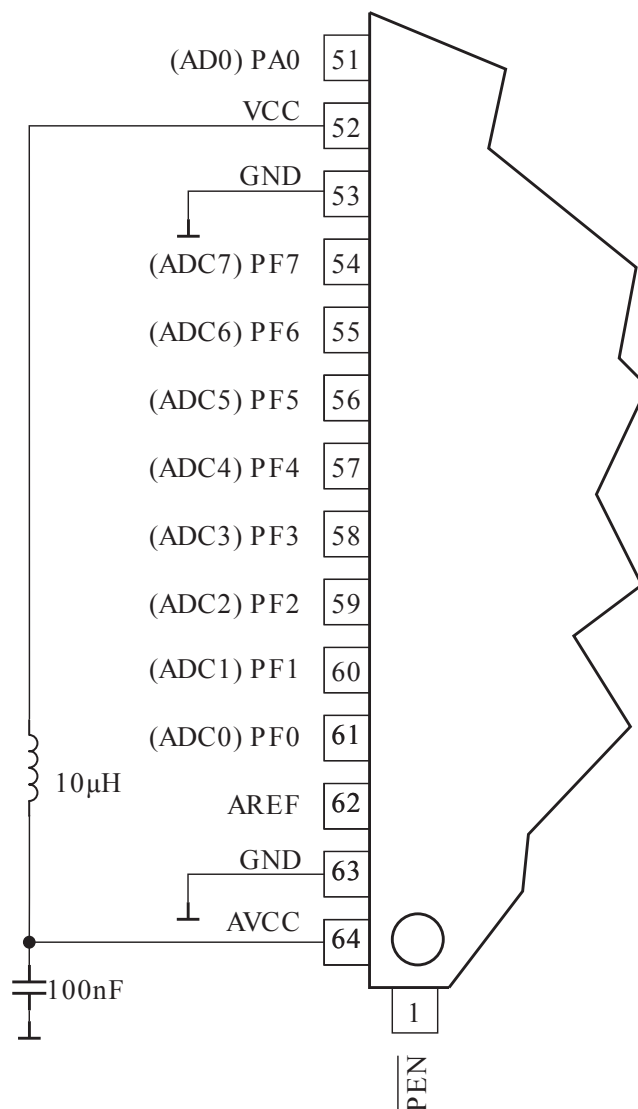 (AD0) PA0 51
VCC 52
GND 53
(ADC7) PF7 54
(ADC6) PF6 55
(ADC5) PF5 56
(ADC4) PF4 57
(ADC3) PF3 58
(ADC2) PF2 59
(ADC1) PF1 60
(ADC0) PF0 61
10µH
AREF 62
GND 63
AVCC 64
100nF
1
PEN